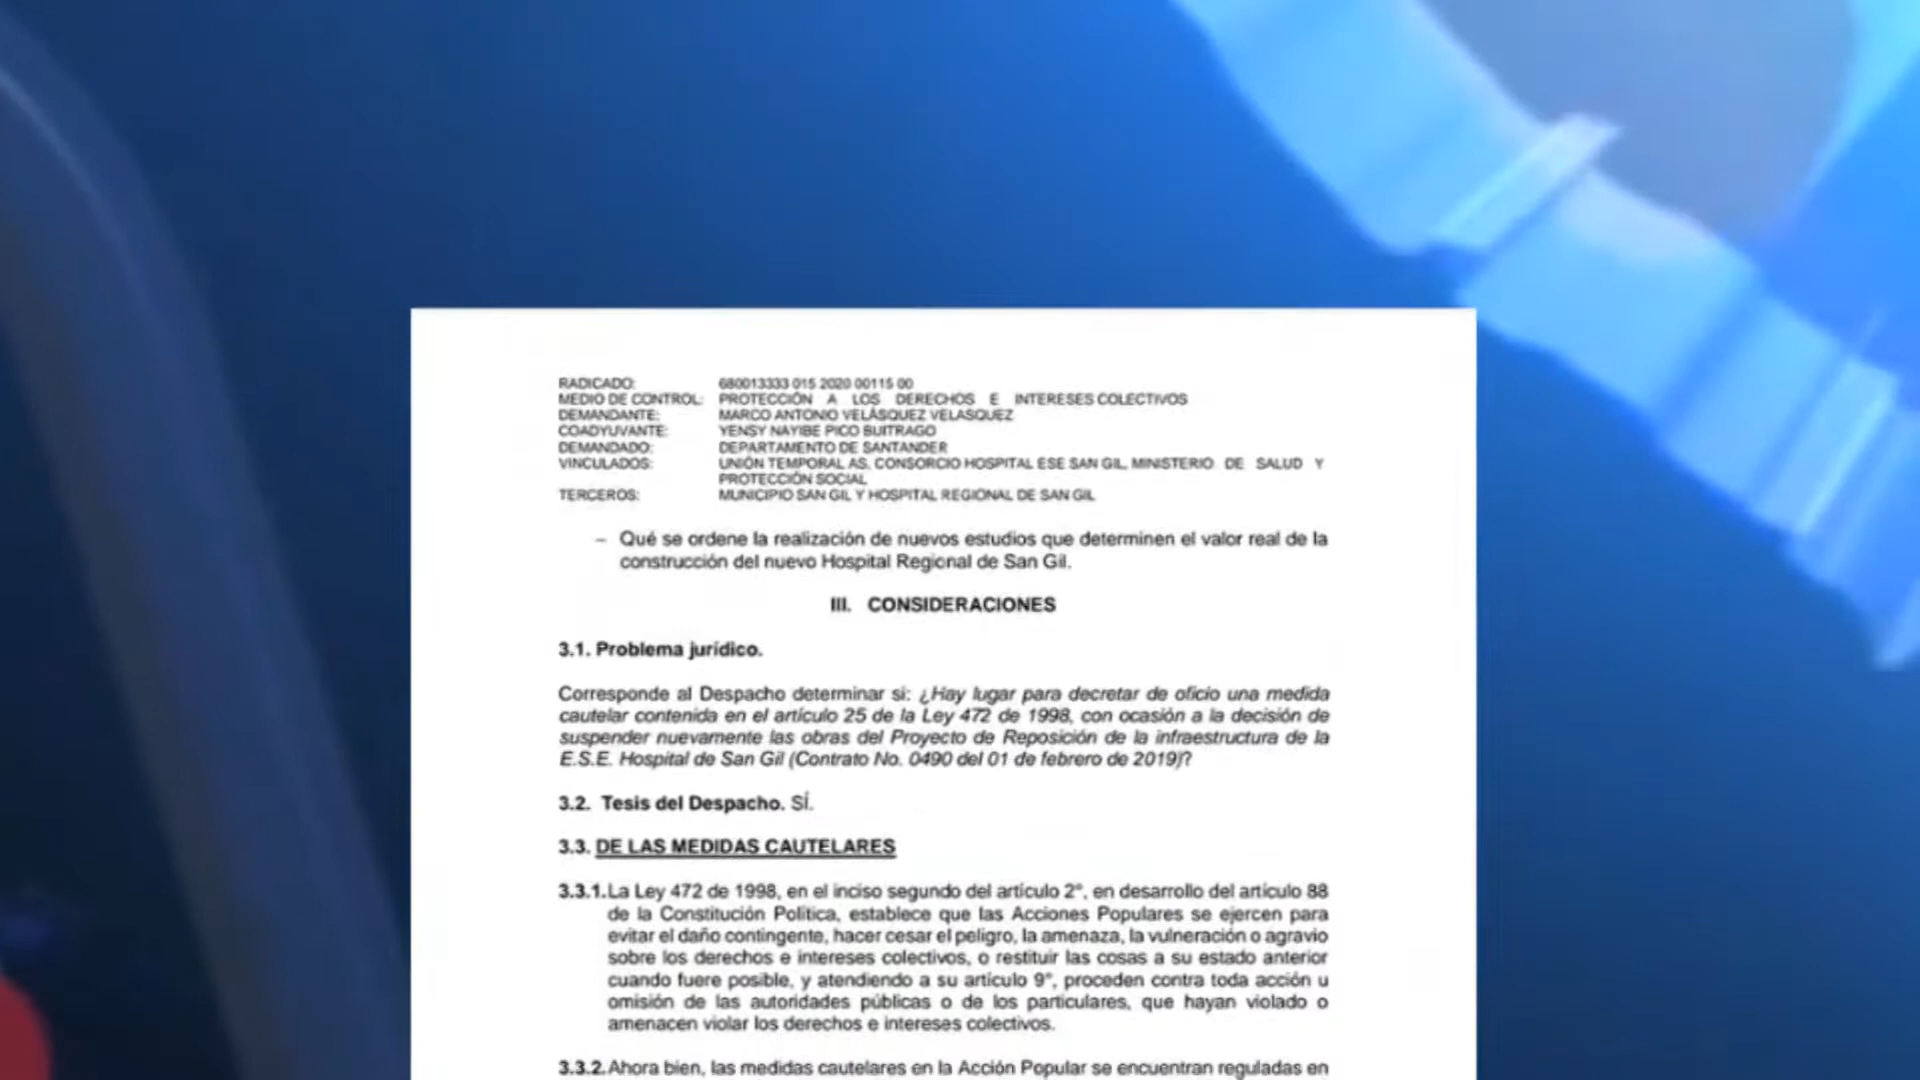 RADICADO: 680013333 015 2020 00115 00
MEDIO DE CONTROL: PROTECCIÓN A LOS DERECHOS E INTERESES COLECTIVOS
DEMANDANTE: MARCO ANTONIO VELÁSQUEZ VELASQUEZ
COADYUVANTE: YENSY NAYIBE PICO BUITRAGO
DEMANDADO: DEPARTAMENTO DE SANTANDER
VINCULADOS: UNIÓN TEMPORAL AS, CONSORCIO HOSPITAL ESE SAN GIL, MINISTERIO DE SALUD Y
PROTECCIÓN SOCIAL
TERCEROS: MUNICIPIO SAN GIL Y HOSPITAL REGIONAL DE SAN GIL
– Qué se ordene la realización de nuevos estudios que determinen el valor real de la
construcción del nuevo Hospital Regional de San Gil.
III. CONSIDERACIONES
3.1. Problema jurídico.
Corresponde al Despacho determinar si: ¿Hay lugar para decretar de oficio una medida
cautelar contenida en el artículo 25 de la Ley 472 de 1998, con ocasión a la decisión de
suspender nuevamente las obras del Proyecto de Reposición de la infraestructura de la
E.S.E. Hospital de San Gil (Contrato No. 0490 del 01 de febrero de 2019)?
3.2. Tesis del Despacho. SÍ.
3.3. DE LAS MEDIDAS CAUTELARES
3.3.1. La Ley 472 de 1998, en el inciso segundo del artículo 2°, en desarrollo del artículo 88
de la Constitución Política, establece que las Acciones Populares se ejercen para
evitar el daño contingente, hacer cesar el peligro, la amenaza, la vulneración o agravio
sobre los derechos e intereses colectivos, o restituir las cosas a su estado anterior
cuando fuere posible, y atendiendo a su artículo 9°, proceden contra toda acción u
omisión de las autoridades públicas o de los particulares, que hayan violado o
amenacen violar los derechos e intereses colectivos.
3.3.2. Ahora bien, las medidas cautelares en la Acción Popular se encuentran reguladas en